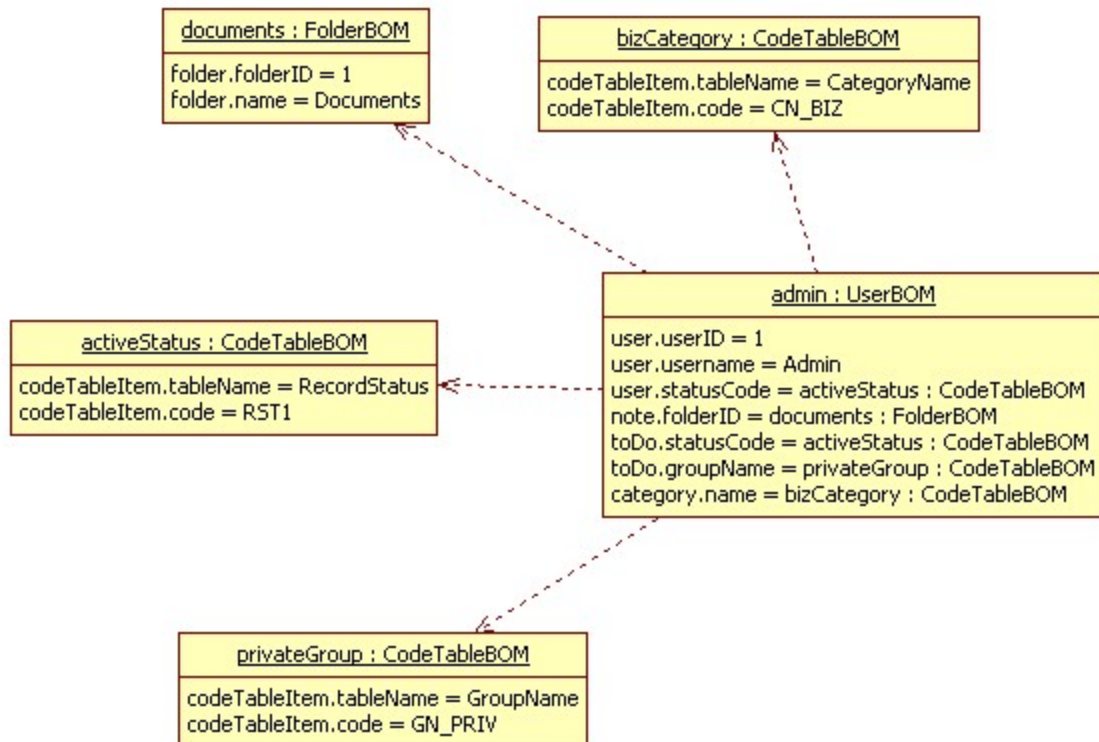 documents : FolderBOM
folder.folderID = 1
folder.name = Documents
bizCategory : CodeTableBOM
codeTableItem.tableName = CategoryName
codeTableItem.code = CN_BIZ
admin : UserBOM
user.userID = 1
user.username = Admin
user.statusCode = activeStatus : CodeTableBOM
note.folderID = documents : FolderBOM
toDo.statusCode = activeStatus : CodeTableBOM
toDo.groupName = privateGroup : CodeTableBOM
category.name = bizCategory : CodeTableBOM
activeStatus : CodeTableBOM
codeTableItem.tableName = RecordStatus
codeTableItem.code = RST1
privateGroup : CodeTableBOM
codeTableItem.tableName = GroupName
codeTableItem.code = GN_PRIV